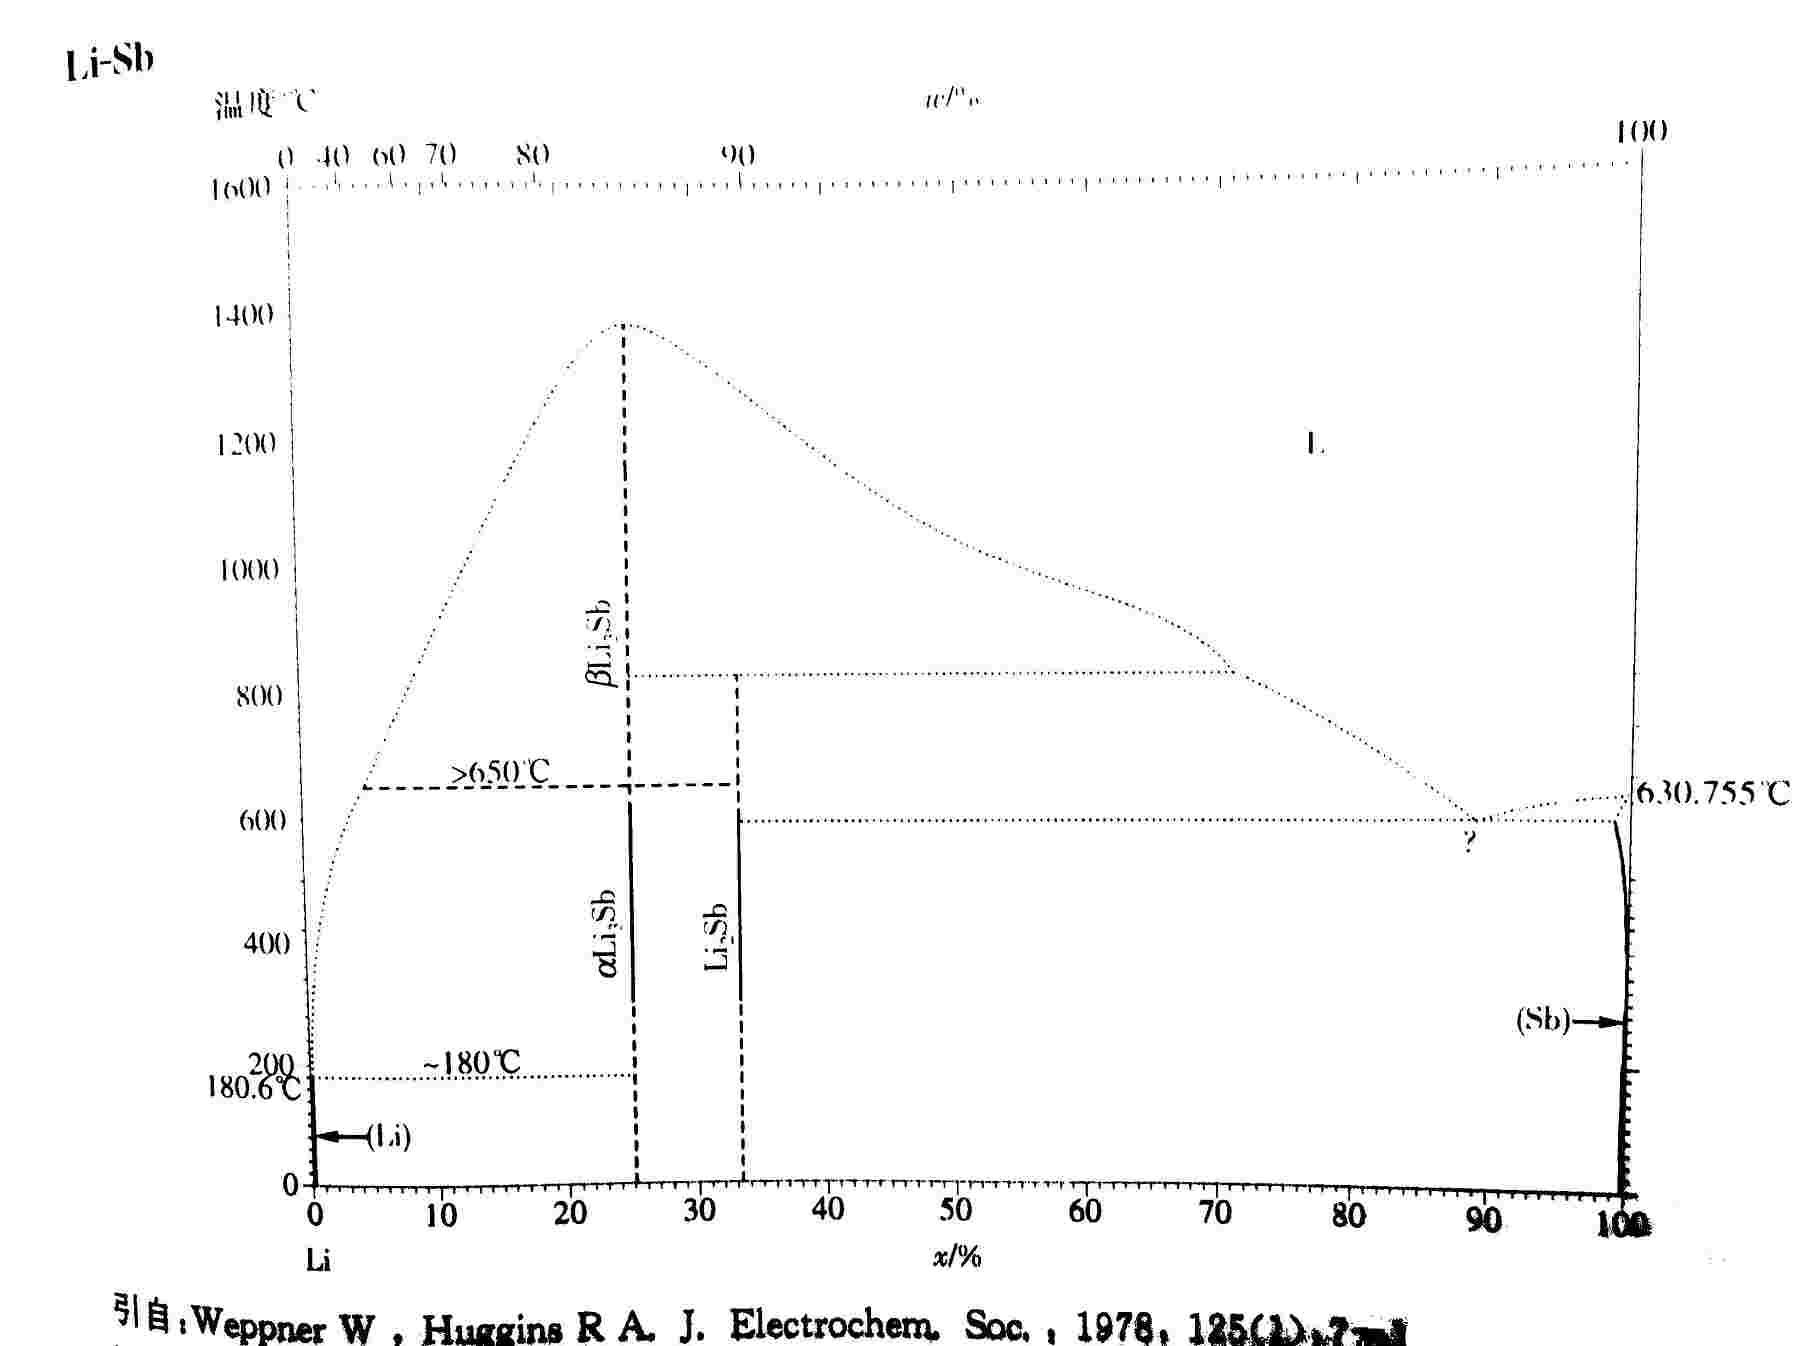 Li-Sb
温度 °C
w/%
0 40 60 70 80 90 100
1600
1400
1200
L
1000
βLi3Sb
800
>650℃
630.755℃
600
?
αLi3Sb
Li2Sb
400
(Sb)
200
~180℃
180.6℃
(Li)
0
0 10 20 30 40 50 60 70 80 90 100
Li
x/%
引自:Weppner W , Huggins R A. J. Electrochem. Soc. , 1978, 125(1),7